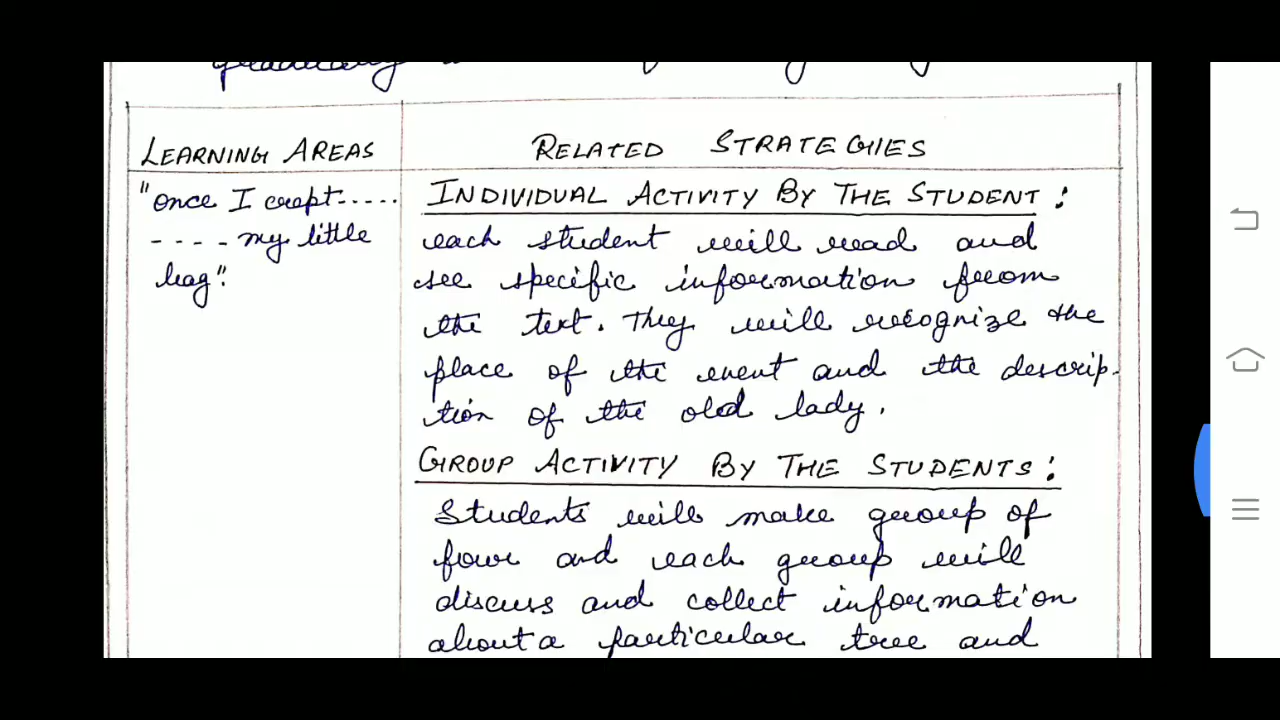 LEARNING AREAS
RELATED STRATEGIES
"once I crept.....
---- my little
bag".
INDIVIDUAL ACTIVITY BY THE STUDENT:
each student will read and
see specific information from
the text. They will recognize the
place of the event and the descrip-
tion of the old lady.
GROUP ACTIVITY BY THE STUDENTS:
Students will make group of
four and each group will
discuss and collect information
about a particular tree and